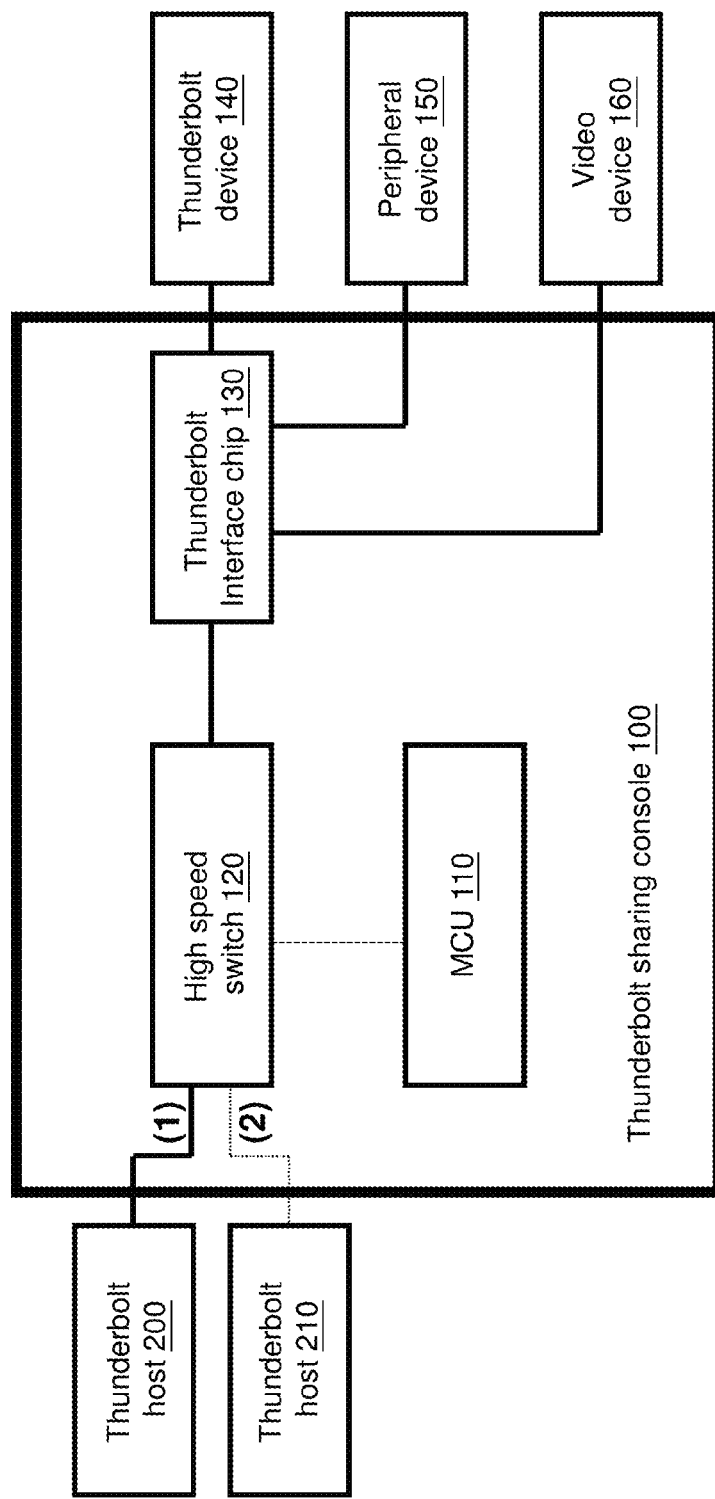 Thunderbolt
host 200
Thunderbolt
host 210
(1)
(2)
High speed
switch 120
MCU 110
Thunderbolt sharing console 100
Thunderbolt
Interface chip 130
Thunderbolt
device 140
Peripheral
device 150
Video
device 160